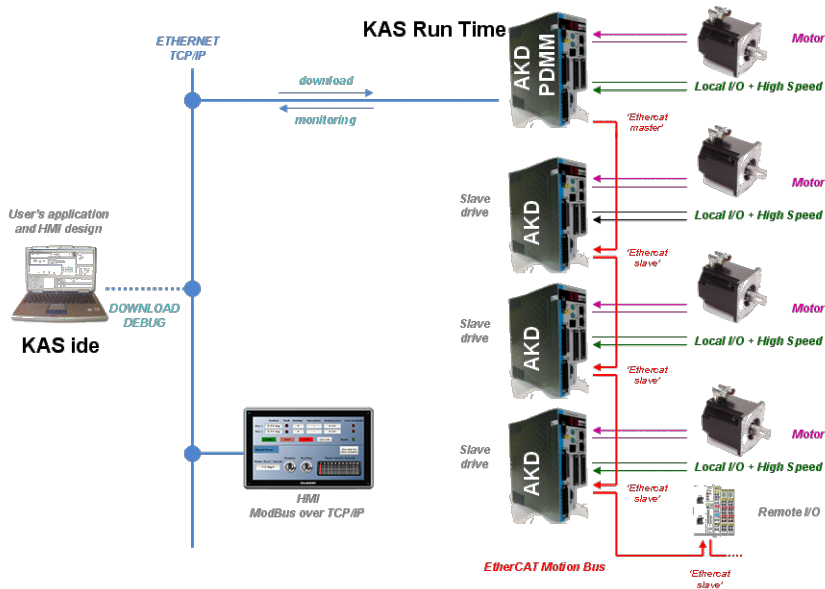 ETHERNET
TCP/IP
KAS Run Time
AKD
PDMM
Motor
download
monitoring
Local I/O + High Speed
'Ethercat
master'
Slave
drive
AKD
Motor
Local I/O + High Speed
'Ethercat
slave'
User's application
and HMI design
DOWNLOAD
DEBUG
KAS ide
Slave
drive
AKD
Motor
Local I/O + High Speed
'Ethercat
slave'
Slave
drive
AKD
Motor
Local I/O + High Speed
'Ethercat
slave'
HMI
ModBus over TCP/IP
Remote I/O
EtherCAT Motion Bus
'Ethercat
slave'